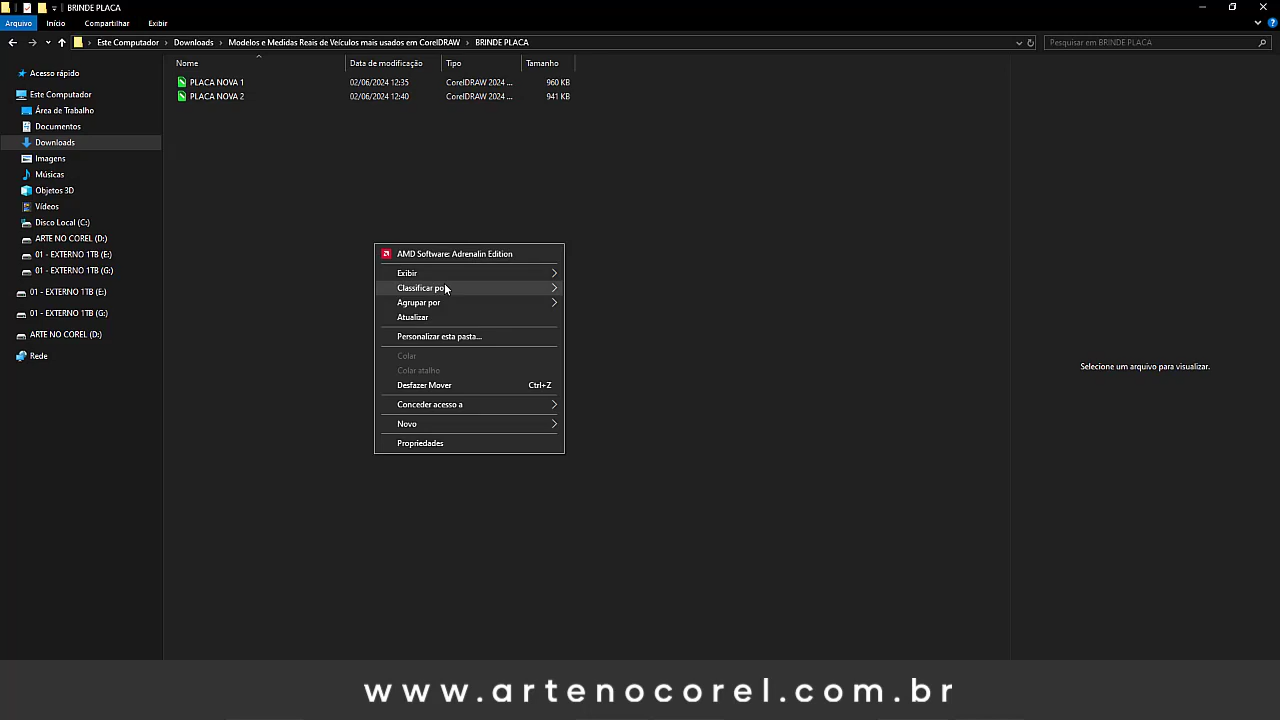 BRINDE PLACA
Arquivo Início Compartilhar Exibir
Este Computador Downloads Modelos e Medidas Reais de Veículos mais usados em CorelDRAW BRINDE PLACA
Pesquisar em BRINDE PLACA
Nome Data de modificação Tipo Tamanho
PLACA NOVA 1 02/06/2024 12:35 CorelDRAW 2024 ... 960 KB
PLACA NOVA 2 02/06/2024 12:40 CorelDRAW 2024 ... 941 KB
Acesso rápido
Este Computador
Área de Trabalho
Documentos
Downloads
Imagens
Músicas
Objetos 3D
Vídeos
Disco Local (C:)
ARTE NO COREL (D:)
01 - EXTERNO 1TB (E:)
01 - EXTERNO 1TB (G:)
01 - EXTERNO 1TB (E:)
01 - EXTERNO 1TB (G:)
ARTE NO COREL (D:)
Rede
AMD Software: Adrenalin Edition
Exibir
Classificar por
Agrupar por
Atualizar
Personalizar esta pasta...
Colar
Colar atalho
Desfazer Mover Ctrl+Z
Conceder acesso a
Novo
Propriedades
Selecione um arquivo para visualizar.
www.artenocorel.com.br